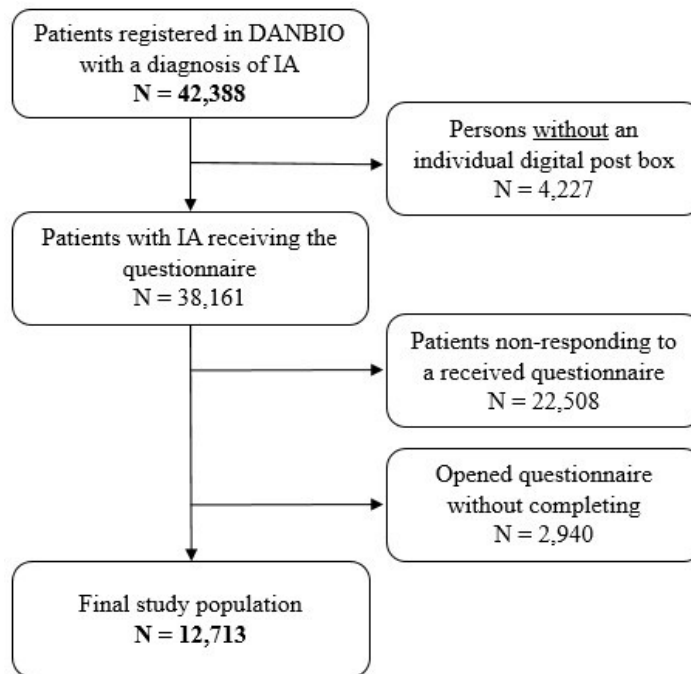 Patients registered in DANBIO
with a diagnosis of IA
N = 42,388
Persons without an
individual digital post box
N = 4,227
Patients with IA receiving the
questionnaire
N = 38,161
Patients non-responding to
a received questionnaire
N = 22,508
Opened questionnaire
without completing
N = 2,940
Final study population
N = 12,713